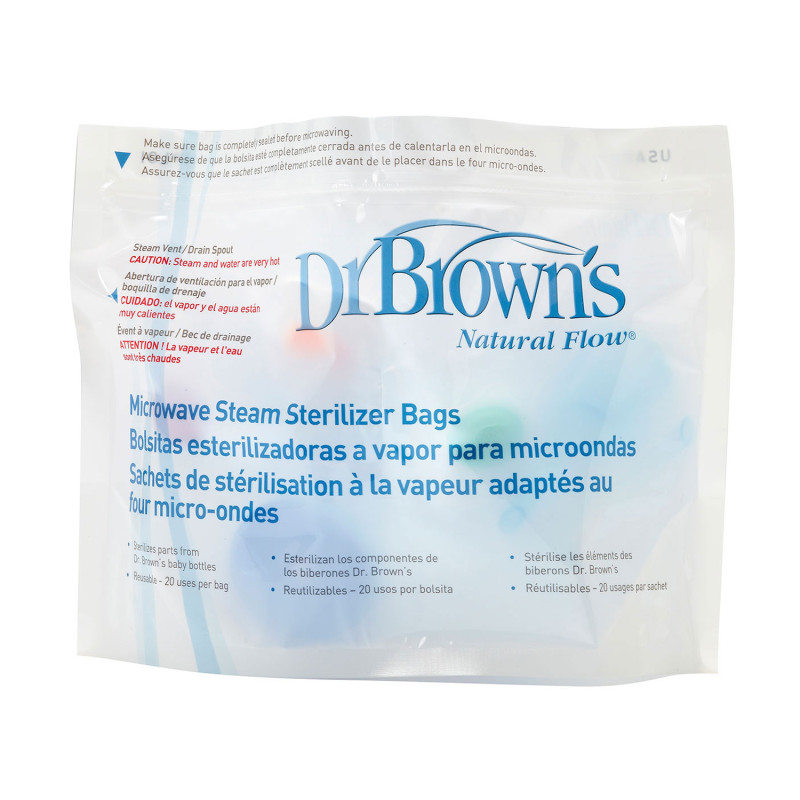 Make sure bag is completely sealed before microwaving.
Asegúrese de que la bolsita esté completamente cerrada antes de calentarla en el microondas.
Assurez-vous que le sachet est complètement scellé avant de le placer dans le four micro-ondes.
USA
Steam Vent/Drain Spout
CAUTION: Steam and water are very hot
Abertura de ventilación para el vapor/
boquilla de drenaje
CUIDADO: el vapor y el agua están
muy calientes
Évent à vapeur/Bec de drainage
ATTENTION ! La vapeur et l'eau
sont très chaudes
Dr Brown's
Natural Flow®
Microwave Steam Sterilizer Bags
Bolsitas esterilizadoras a vapor para microondas
Sachets de stérilisation à la vapeur adaptés au
four micro-ondes
• Sterilizes parts from
Dr. Brown's baby bottles
• Reusable – 20 uses per bag
• Esterilizan los componentes de
los biberones Dr. Brown's
• Reutilizables – 20 usos por bolsita
• Stérilise les éléments des
biberons Dr. Brown's
• Réutilisables – 20 usages par sachet